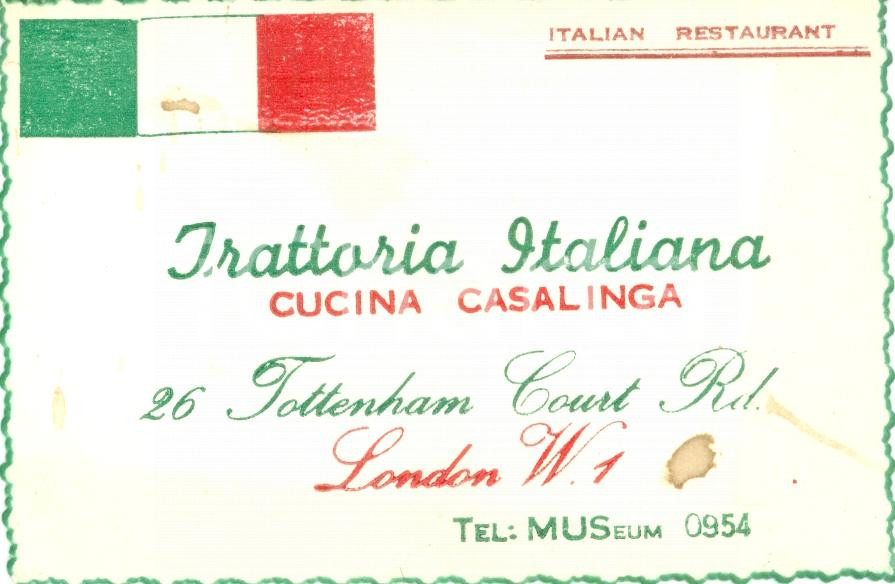 ITALIAN RESTAURANT
Trattoria Italiana
CUCINA CASALINGA
26 Tottenham Court Rd.
London W.1
TEL: MUSEUM 0954